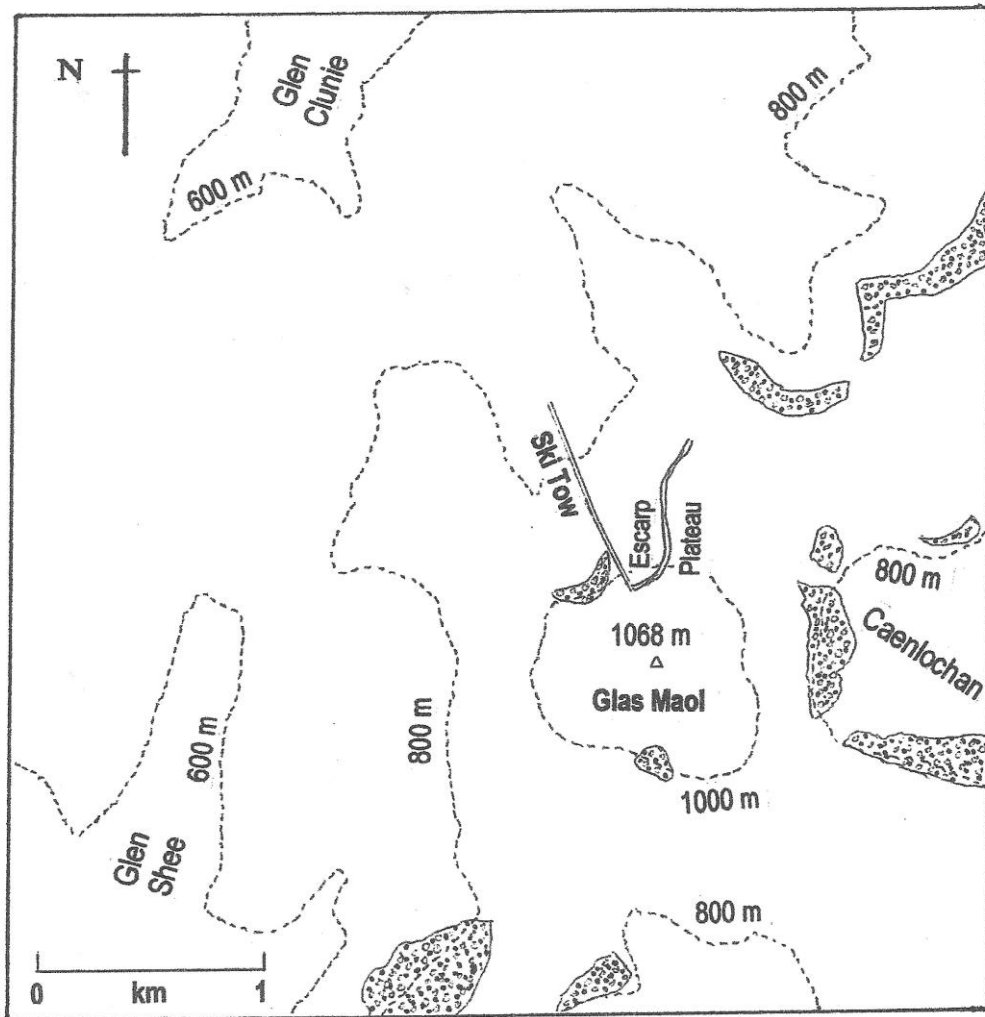 N
Glen
Clunie
600 m
800 m
Ski Tow
Escarp
Plateau
800 m
Caenlochan
1068 m
Glas Maol
600 m
800 m
1000 m
Glen
Shee
800 m
0 km 1